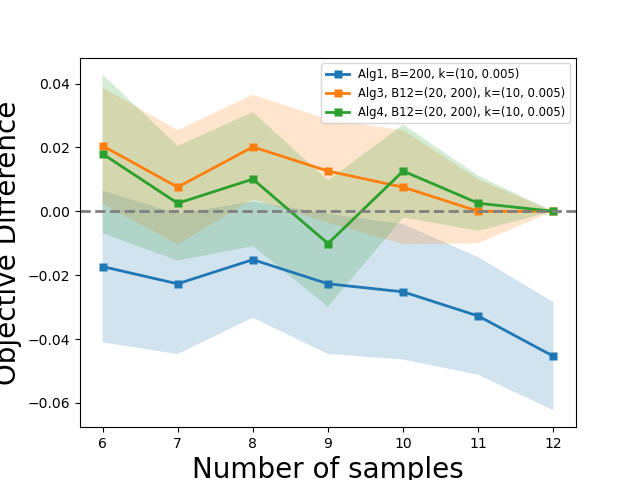 Alg1, B=200, k=(10, 0.005)
Alg3, B12=(20, 200), k=(10, 0.005)
Alg4, B12=(20, 200), k=(10, 0.005)
Objective Difference
0.04
0.02
0.00
−0.02
−0.04
−0.06
6 7 8 9 10 11 12
Number of samples